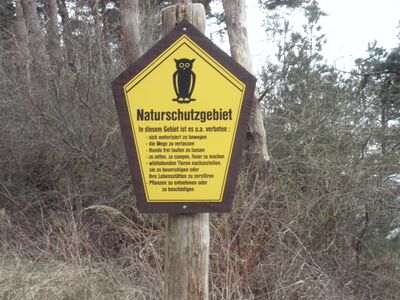 Naturschutzgebiet
In diesem Gebiet ist es u.a. verboten :
- sich motorisiert zu bewegen
- die Wege zu verlassen
- Hunde frei laufen zu lassen
- zu zelten, zu campen, Feuer zu machen
- wildlebenden Tieren nachzustellen,
sie zu beunruhigen oder
ihre Lebensstätten zu zerstören
- Pflanzen zu entnehmen oder
zu beschädigen